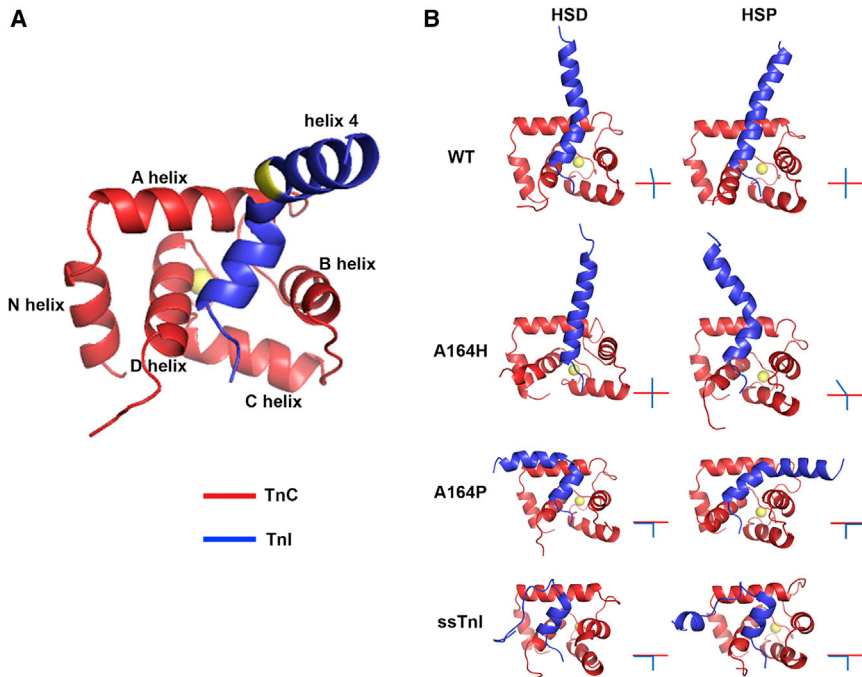 A
helix 4
A helix
B helix
N helix
D helix
C helix
TnC
TnI
B
HSD
HSP
WT
A164H
A164P
ssTnI